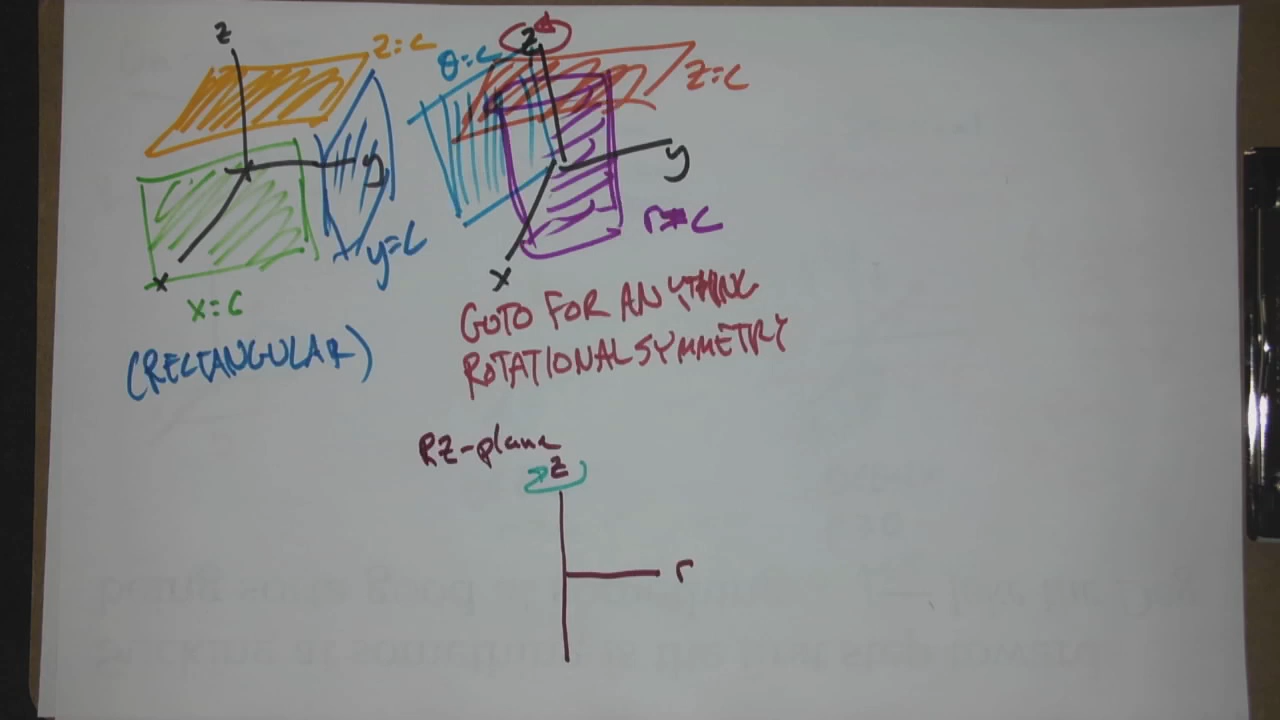 z
z=c
y
y=c
x
x=c
(RECTANGULAR)
z
θ=c
z=c
y
r=c
x
GOTO FOR ANYTHING
ROTATIONAL SYMMETRY
RZ-plane
z
r